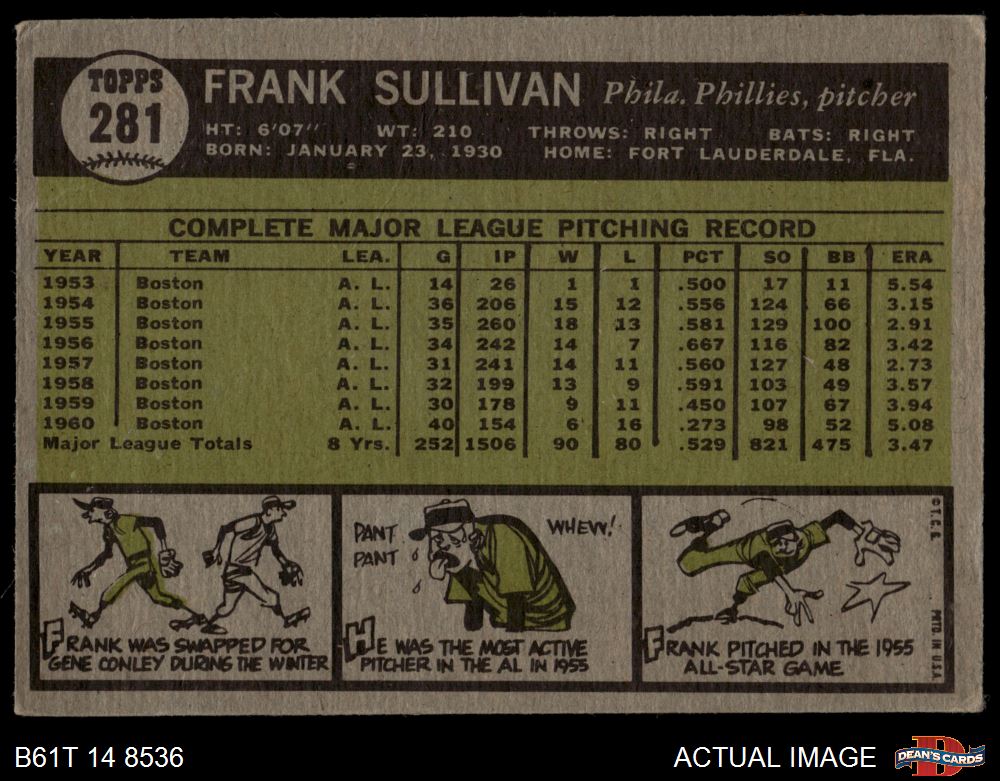 TOPPS
281
FRANK SULLIVAN Phila. Phillies, pitcher
HT: 6'07" WT: 210 THROWS: RIGHT BATS: RIGHT
BORN: JANUARY 23, 1930 HOME: FORT LAUDERDALE, FLA.
COMPLETE MAJOR LEAGUE PITCHING RECORD
YEAR TEAM LEA. G IP W L PCT SO BB ERA
1953 Boston A. L. 14 26 1 1 .500 17 11 5.54
1954 Boston A. L. 36 206 15 12 .556 124 66 3.15
1955 Boston A. L. 35 260 18 13 .581 129 100 2.91
1956 Boston A. L. 34 242 14 7 .667 116 82 3.42
1957 Boston A. L. 31 241 14 11 .560 127 48 2.73
1958 Boston A. L. 32 199 13 9 .591 103 49 3.57
1959 Boston A. L. 30 178 9 11 .450 107 67 3.94
1960 Boston A. L. 40 154 6 16 .273 98 52 5.08
Major League Totals 8 Yrs. 252 1506 90 80 .529 821 475 3.47
FRANK WAS SWAPPED FOR
GENE CONLEY DURING THE WINTER
PANT
PANT
WHEW!
HE WAS THE MOST ACTIVE
PITCHER IN THE AL IN 1955
FRANK PITCHED IN THE 1955
ALL-STAR GAME
© T. C. G.
PRTD. IN U.S.A.
B61T 14 8536
ACTUAL IMAGE
D
DEAN'S CARDS